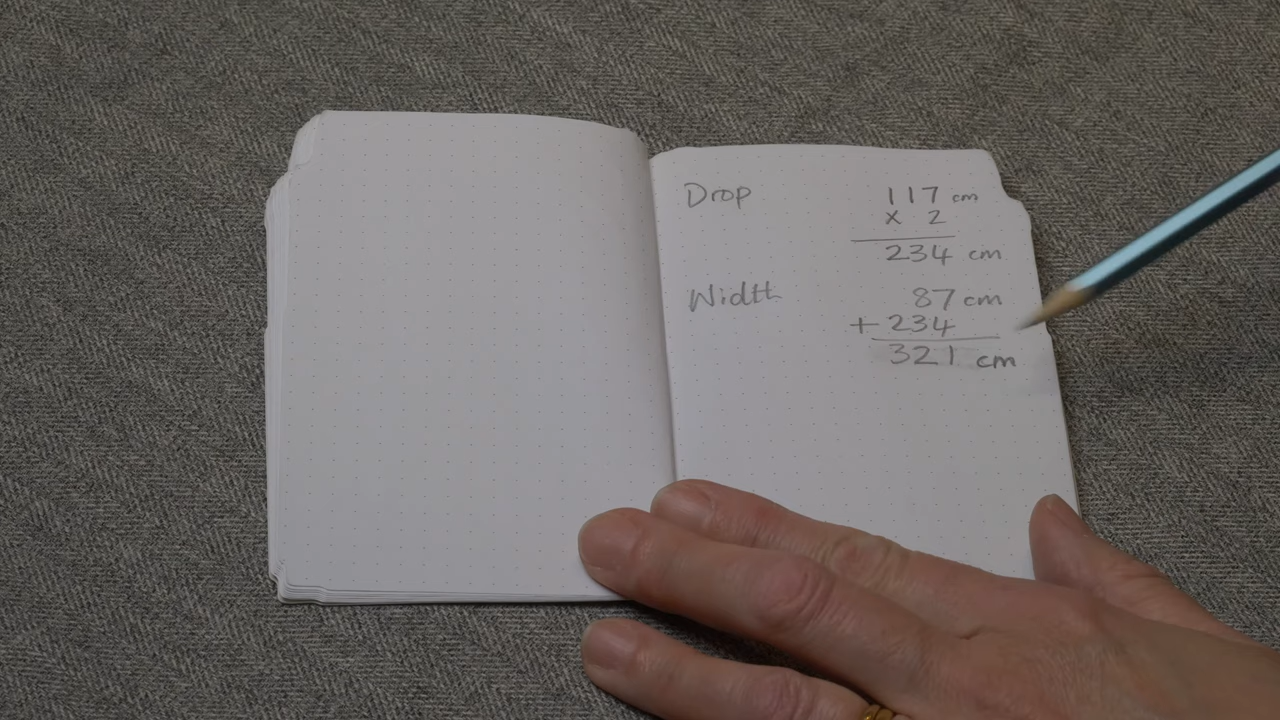 Drop 117 cm
x 2
234 cm
Width 87 cm
+ 234
321 cm